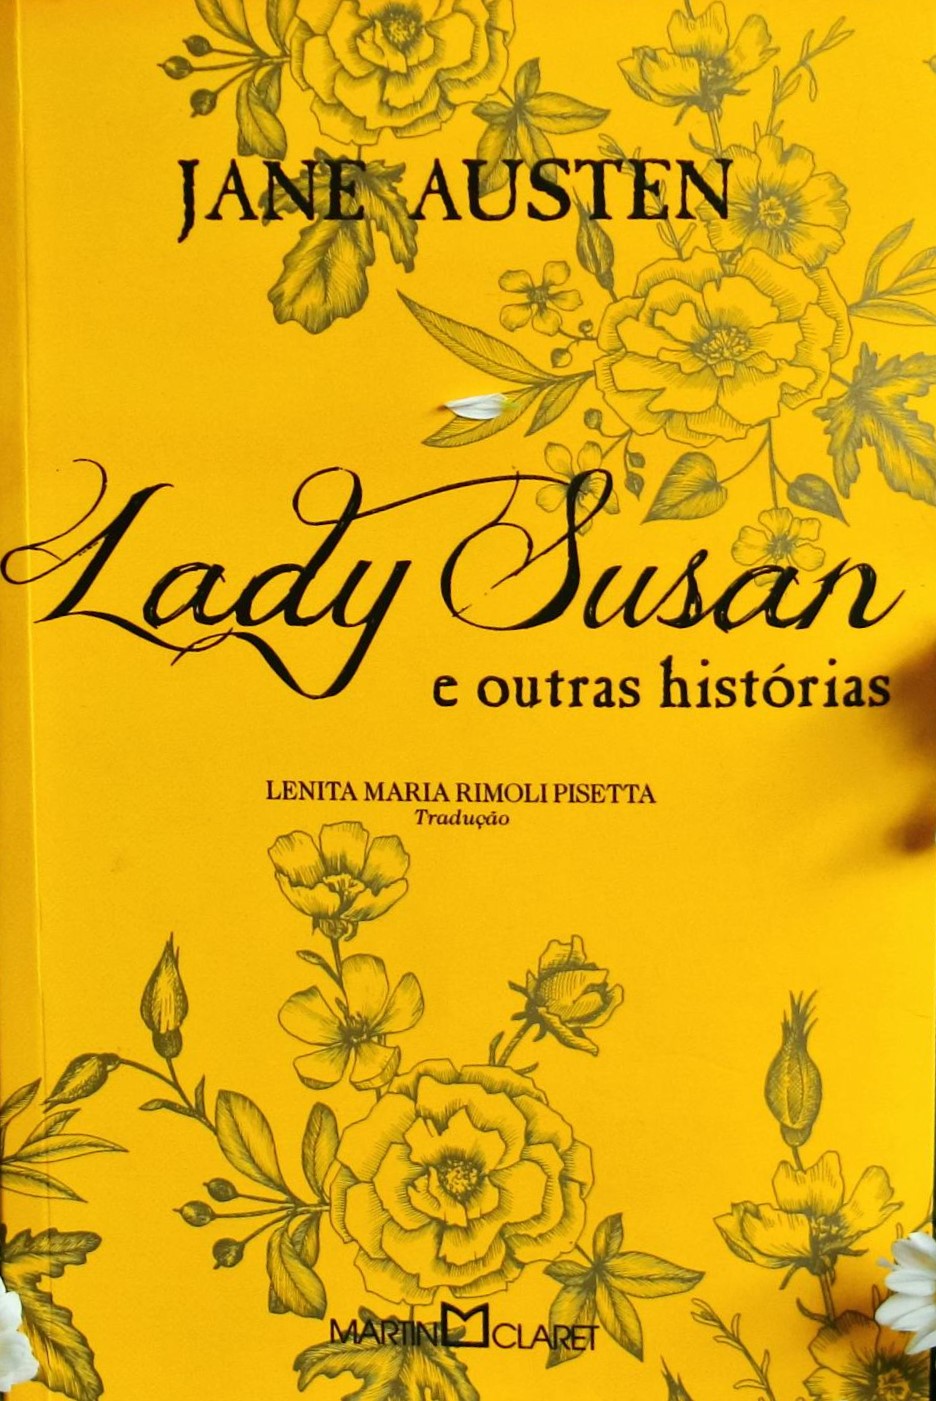 JANE AUSTEN
Lady Susan
e outras histórias
LENITA MARIA RIMOLI PISETTA
Tradução
MARTIN CLARET